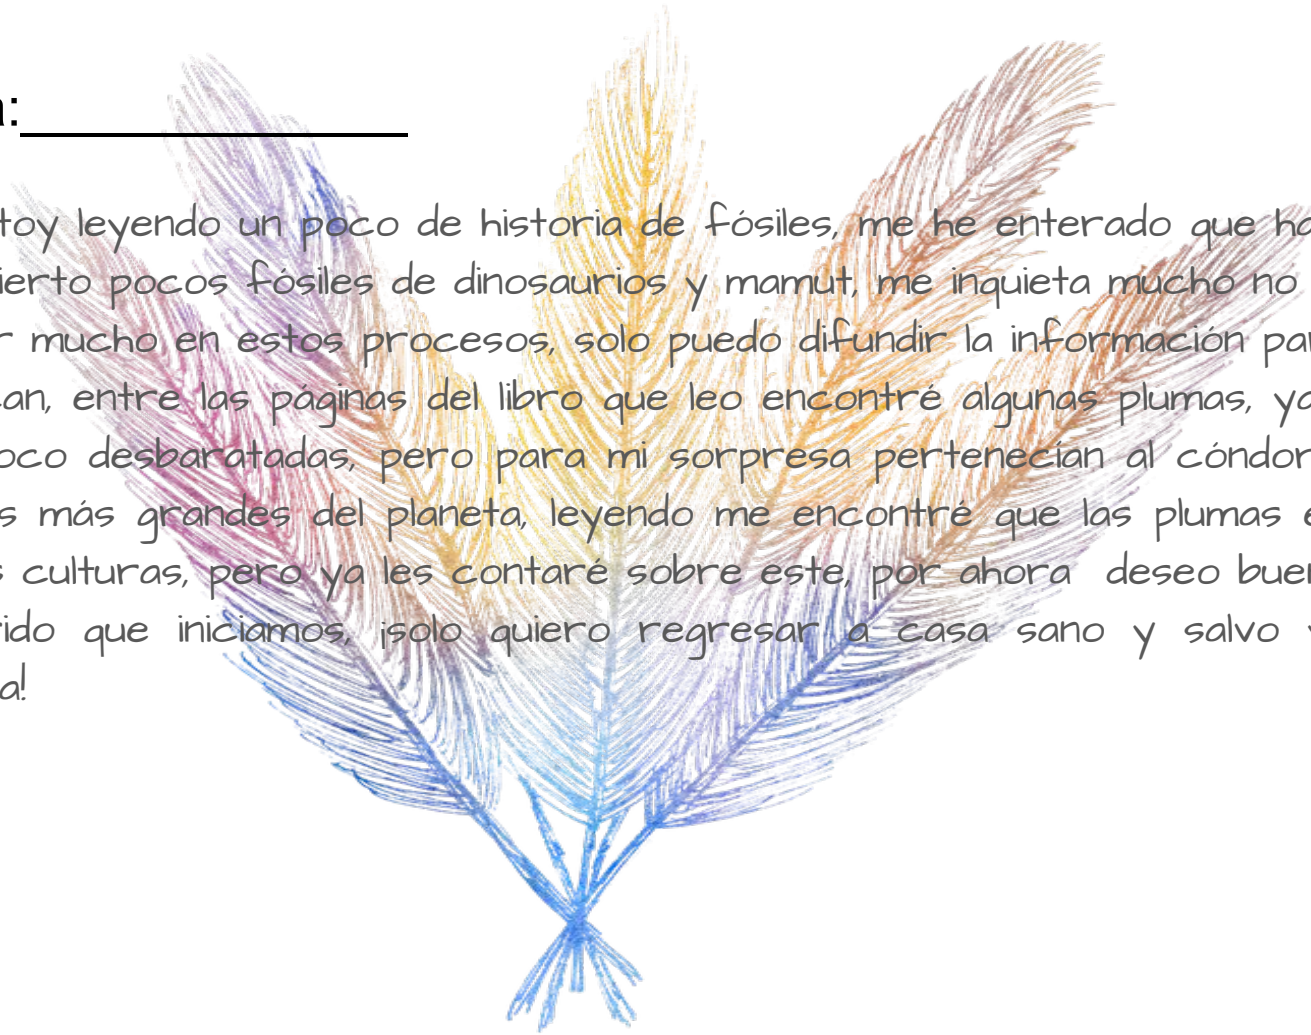 a:
toy leyendo un poco de historia de fósiles, me he enterado que ha
ierto pocos fósiles de dinosaurios y mamut, me inquieta mucho no
r mucho en estos procesos, solo puedo difundir la información par
can, entre las páginas del libro que leo encontré algunas plumas, ya
oco desbaratadas, pero para mi sorpresa pertenecían al cóndor
s más grandes del planeta, leyendo me encontré que las plumas e
s culturas, pero ya les contaré sobre este, por ahora deseo buen
rido que iniciamos, ¡solo quiero regresar a casa sano y salvo y
a!